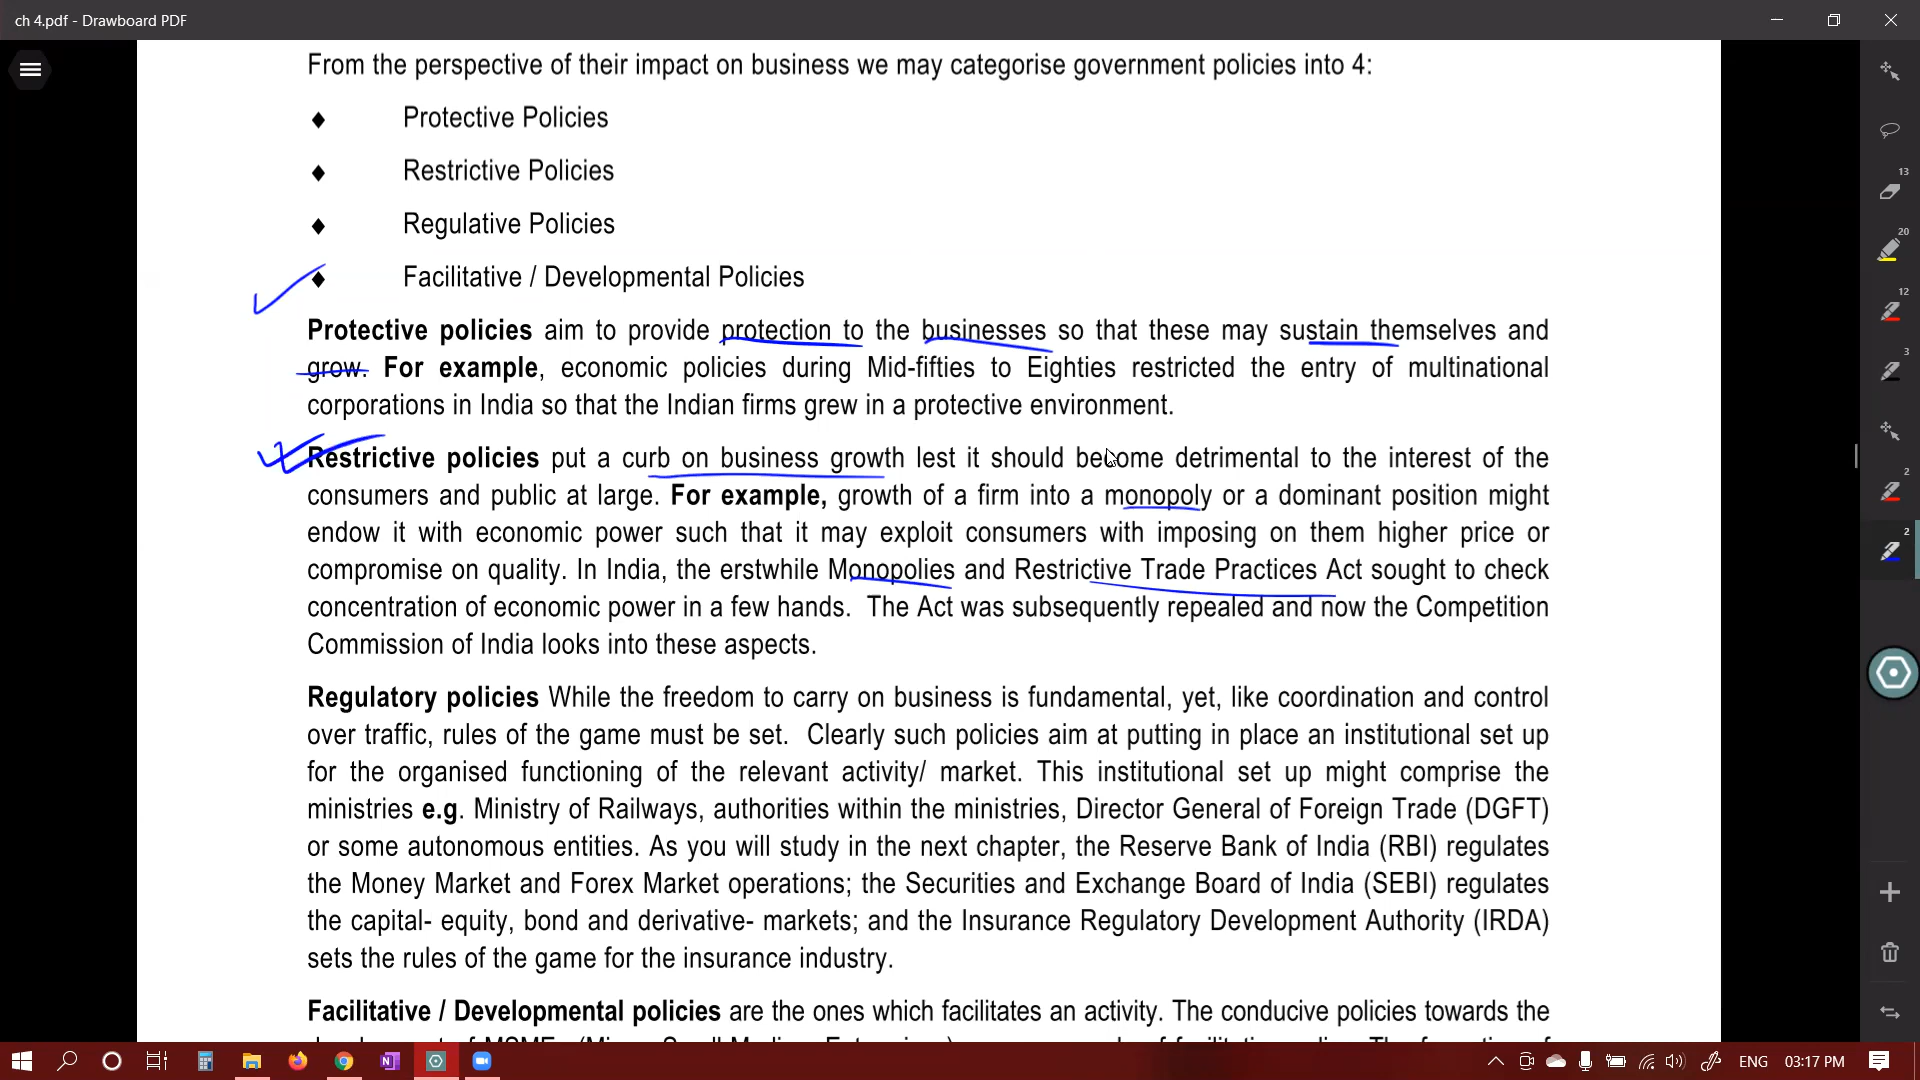 ch 4.pdf - Drawboard PDF
From the perspective of their impact on business we may categorise government policies into 4:
♦ Protective Policies
♦ Restrictive Policies
♦ Regulative Policies
♦ Facilitative / Developmental Policies
Protective policies aim to provide protection to the businesses so that these may sustain themselves and
grow. For example, economic policies during Mid-fifties to Eighties restricted the entry of multinational
corporations in India so that the Indian firms grew in a protective environment.
Restrictive policies put a curb on business growth lest it should become detrimental to the interest of the
consumers and public at large. For example, growth of a firm into a monopoly or a dominant position might
endow it with economic power such that it may exploit consumers with imposing on them higher price or
compromise on quality. In India, the erstwhile Monopolies and Restrictive Trade Practices Act sought to check
concentration of economic power in a few hands. The Act was subsequently repealed and now the Competition
Commission of India looks into these aspects.
Regulatory policies While the freedom to carry on business is fundamental, yet, like coordination and control
over traffic, rules of the game must be set. Clearly such policies aim at putting in place an institutional set up
for the organised functioning of the relevant activity/ market. This institutional set up might comprise the
ministries e.g. Ministry of Railways, authorities within the ministries, Director General of Foreign Trade (DGFT)
or some autonomous entities. As you will study in the next chapter, the Reserve Bank of India (RBI) regulates
the Money Market and Forex Market operations; the Securities and Exchange Board of India (SEBI) regulates
the capital- equity, bond and derivative- markets; and the Insurance Regulatory Development Authority (IRDA)
sets the rules of the game for the insurance industry.
Facilitative / Developmental policies are the ones which facilitates an activity. The conducive policies towards the
13
20
12
3
2
2
ENG 03:17 PM